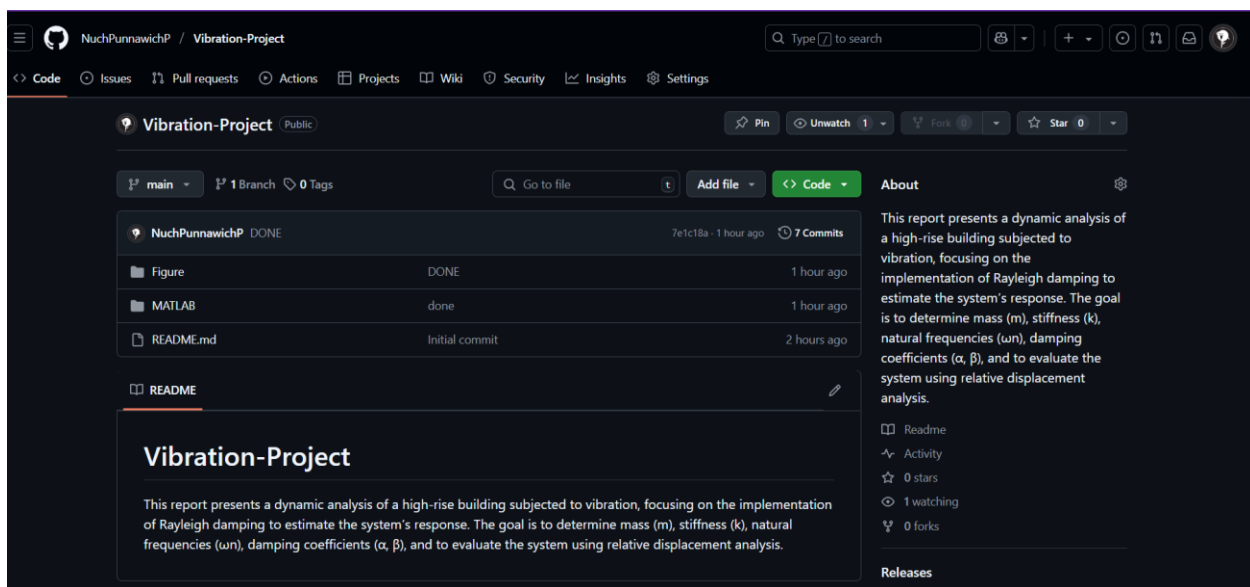 NuchPunnawichP / Vibration-Project
Type / to search
Code Issues Pull requests Actions Projects Wiki Security Insights Settings
Vibration-Project Public
Pin Unwatch 1 Fork 0 Star 0
main 1 Branch 0 Tags
Go to file t Add file Code
NuchPunnawichP DONE 7e1c18a · 1 hour ago 7 Commits
Figure DONE 1 hour ago
MATLAB done 1 hour ago
README.md Initial commit 2 hours ago
README
Vibration-Project
This report presents a dynamic analysis of a high-rise building subjected to vibration, focusing on the implementation
of Rayleigh damping to estimate the system's response. The goal is to determine mass (m), stiffness (k), natural
frequencies (ωn), damping coefficients (α, β), and to evaluate the system using relative displacement analysis.
About
This report presents a dynamic analysis of
a high-rise building subjected to
vibration, focusing on the
implementation of Rayleigh damping to
estimate the system's response. The goal
is to determine mass (m), stiffness (k),
natural frequencies (ωn), damping
coefficients (α, β), and to evaluate the
system using relative displacement
analysis.
Readme
Activity
0 stars
1 watching
0 forks
Releases